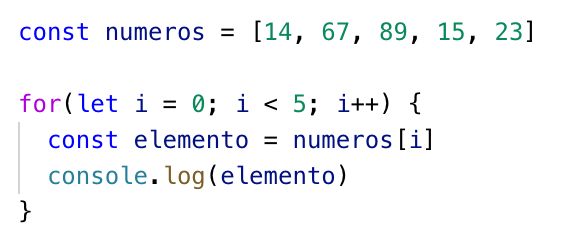 const numeros = [14, 67, 89, 15, 23]
for(let i = 0; i < 5; i++) {
const elemento = numeros[i]
console.log(elemento)
}